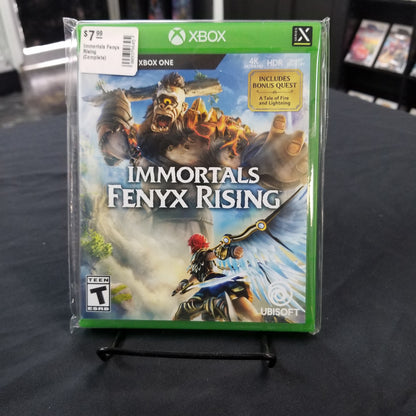 $7.99
Immortals Fenyx
Rising
(Complete)
XBOX
X
XBOX ONE
4K
HDR
INCLUDES
BONUS QUEST
A Tale of Fire
and Lightning
IMMORTALS
FENYX RISING
TEEN
T
ESRB
UBISOFT